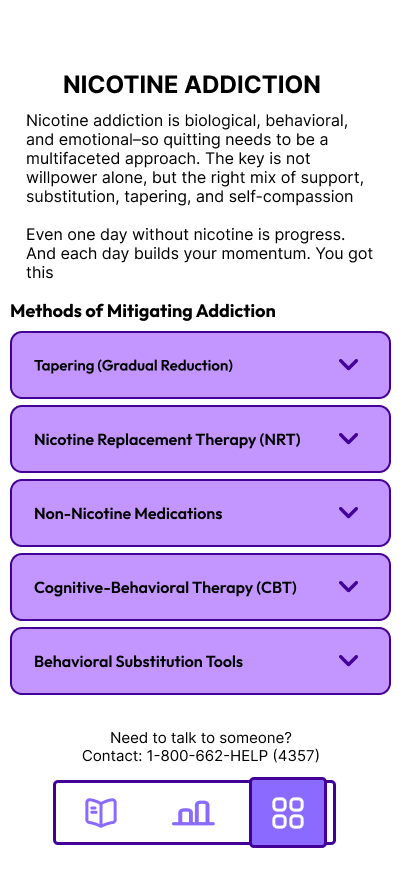 NICOTINE ADDICTION
Nicotine addiction is biological, behavioral,
and emotional–so quitting needs to be a
multifaceted approach. The key is not
willpower alone, but the right mix of support,
substitution, tapering, and self-compassion
Even one day without nicotine is progress.
And each day builds your momentum. You got
this
Methods of Mitigating Addiction
Tapering (Gradual Reduction)
Nicotine Replacement Therapy (NRT)
Non-Nicotine Medications
Cognitive-Behavioral Therapy (CBT)
Behavioral Substitution Tools
Need to talk to someone?
Contact: 1-800-662-HELP (4357)